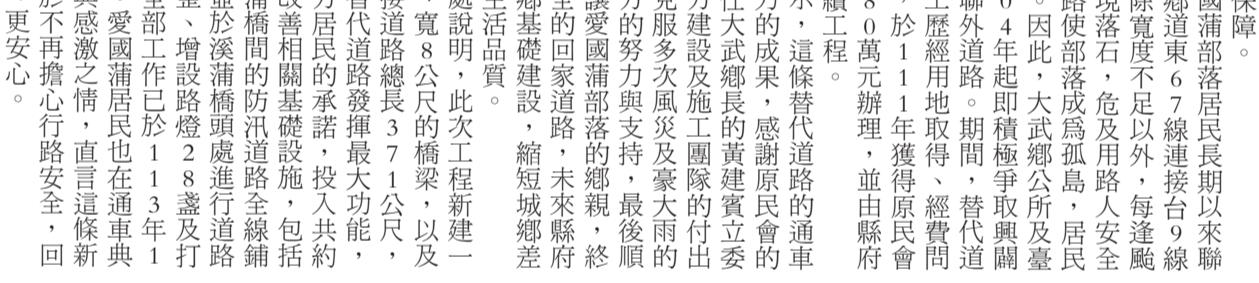 保障。
國蒲部落居民長期以來聯
鄉道東67線連接台9線
際寬度不足以外，每逢颱
現落石，危及用路人安全
路使部落成為孤島，居民
。因此，大武鄉公所及臺
04年起即積極爭取興闢
聯外道路。期間，替代道
工歷經用地取得、經費問
，於111年獲得原民會
80萬元辦理，並由縣府
續工程。
示，這條替代道路的通車
力的成果，感謝原民會的
任大武鄉長的黃建賓立委
力建設及施工團隊的付出
克服多次風災及豪大雨的
力的努力與支持，最後順
讓愛國蒲部落的鄉親，終
全的回家道路，未來縣府
鄉基礎建設，縮短城鄉差
生活品質。
處說明，此次工程新建一
、寬8公尺的橋梁，以及
接道路總長371公尺，
替代道路發揮最大功能，
方居民的承諾，投入共約
改善相關基礎設施，包括
蒲橋間的防汛道路全線鋪
並於溪蒲橋頭處進行道路
整、增設路燈28盞及打
全部工作已於113年1
。愛國蒲居民也在通車典
與感激之情，直言這條新
於不再擔心行路安全，回
更安心。